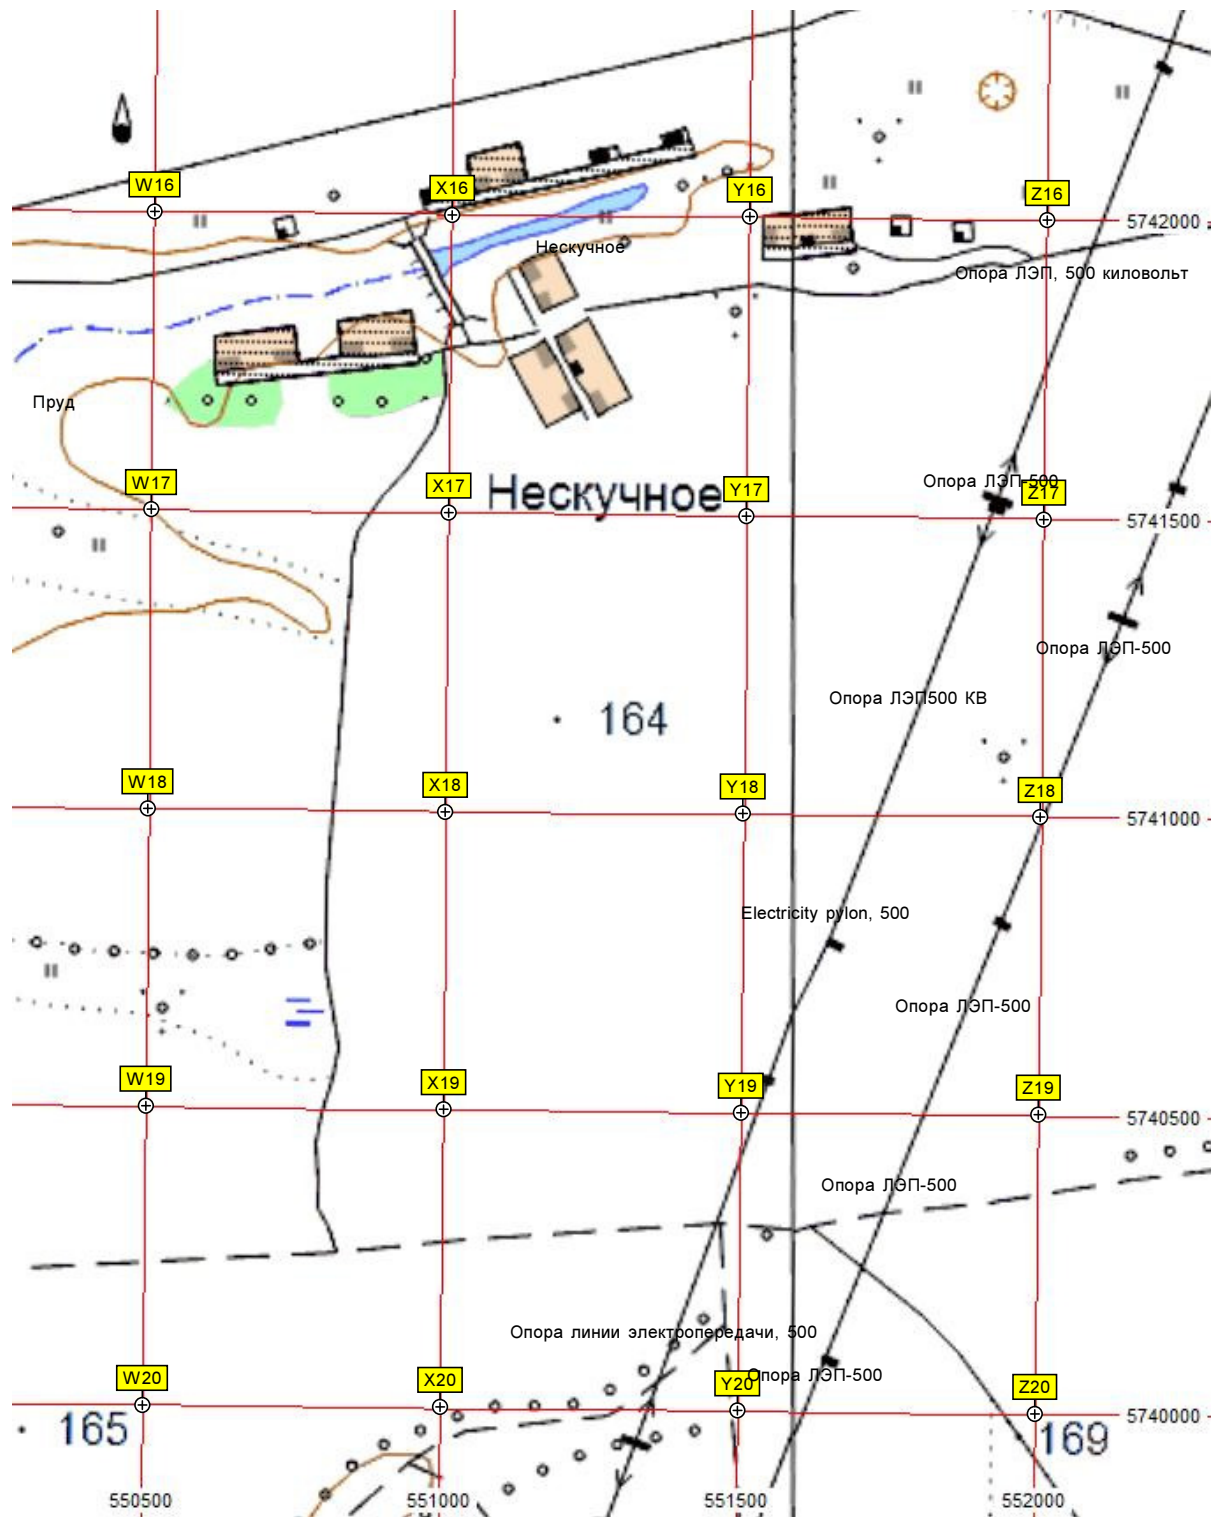 W16
X16
Y16
Z16
5742000
Нескучное
Опора ЛЭП, 500 киловольт
Пруд
W17
X17
Нескучное
Y17
Опора ЛЭП-500
Z17
5741500
Опора ЛЭП-500
Опора ЛЭП500 КВ
164
W18
X18
Y18
Z18
5741000
Electricity pylon, 500
Опора ЛЭП-500
W19
X19
Y19
Z19
5740500
Опора ЛЭП-500
Опора линии электропередачи, 500
Опора ЛЭП-500
W20
X20
Y20
Z20
5740000
165
169
550500
551000
551500
552000